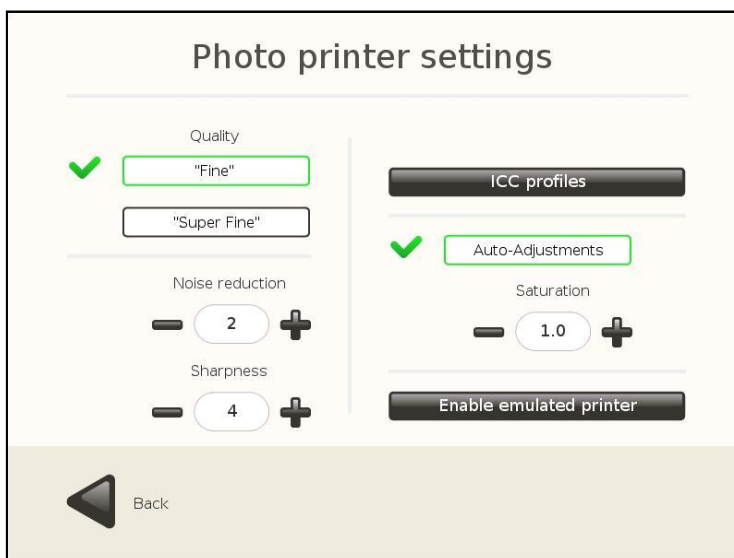 Photo printer settings
Quality
"Fine"
"Super Fine"
Noise reduction
2
Sharpness
4
ICC profiles
Auto-Adjustments
Saturation
1.0
Enable emulated printer
Back